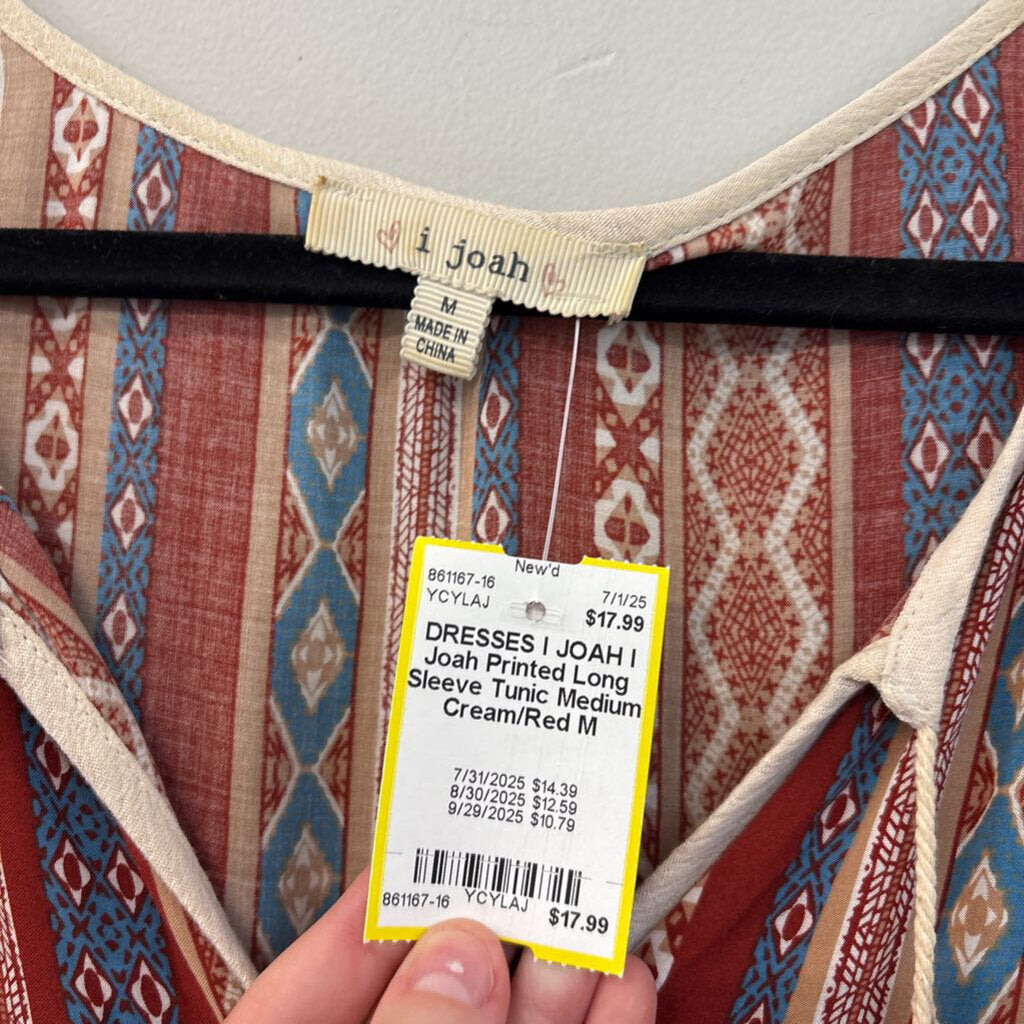 i joah
M
MADE IN
CHINA
New'd
861167-16 7/1/25
YCYLAJ $17.99
DRESSES I JOAH I
Joah Printed Long
Sleeve Tunic Medium
Cream/Red M
7/31/2025 $14.39
8/30/2025 $12.59
9/29/2025 $10.79
861167-16 YCYLAJ $17.99